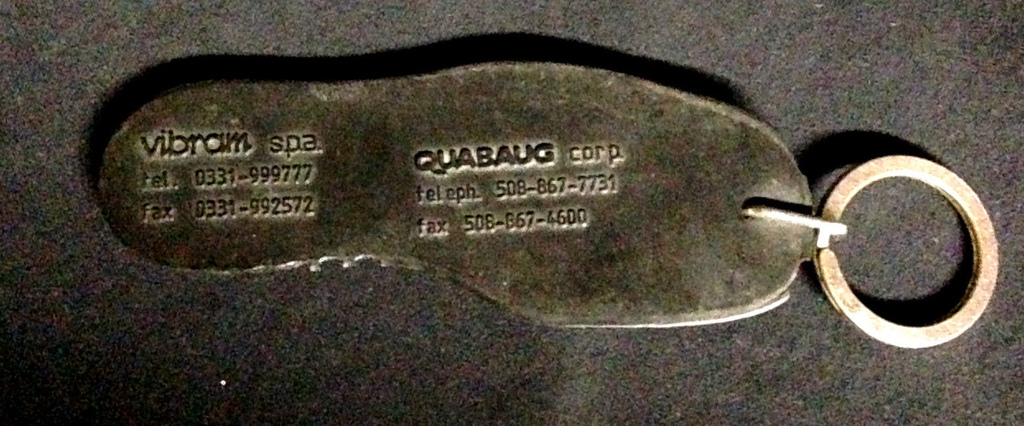 vibram s.p.a.
tel. 0331-999777
fax 0331-992572
QUABAUG corp.
teleph. 508-867-7731
fax 508-867-4600